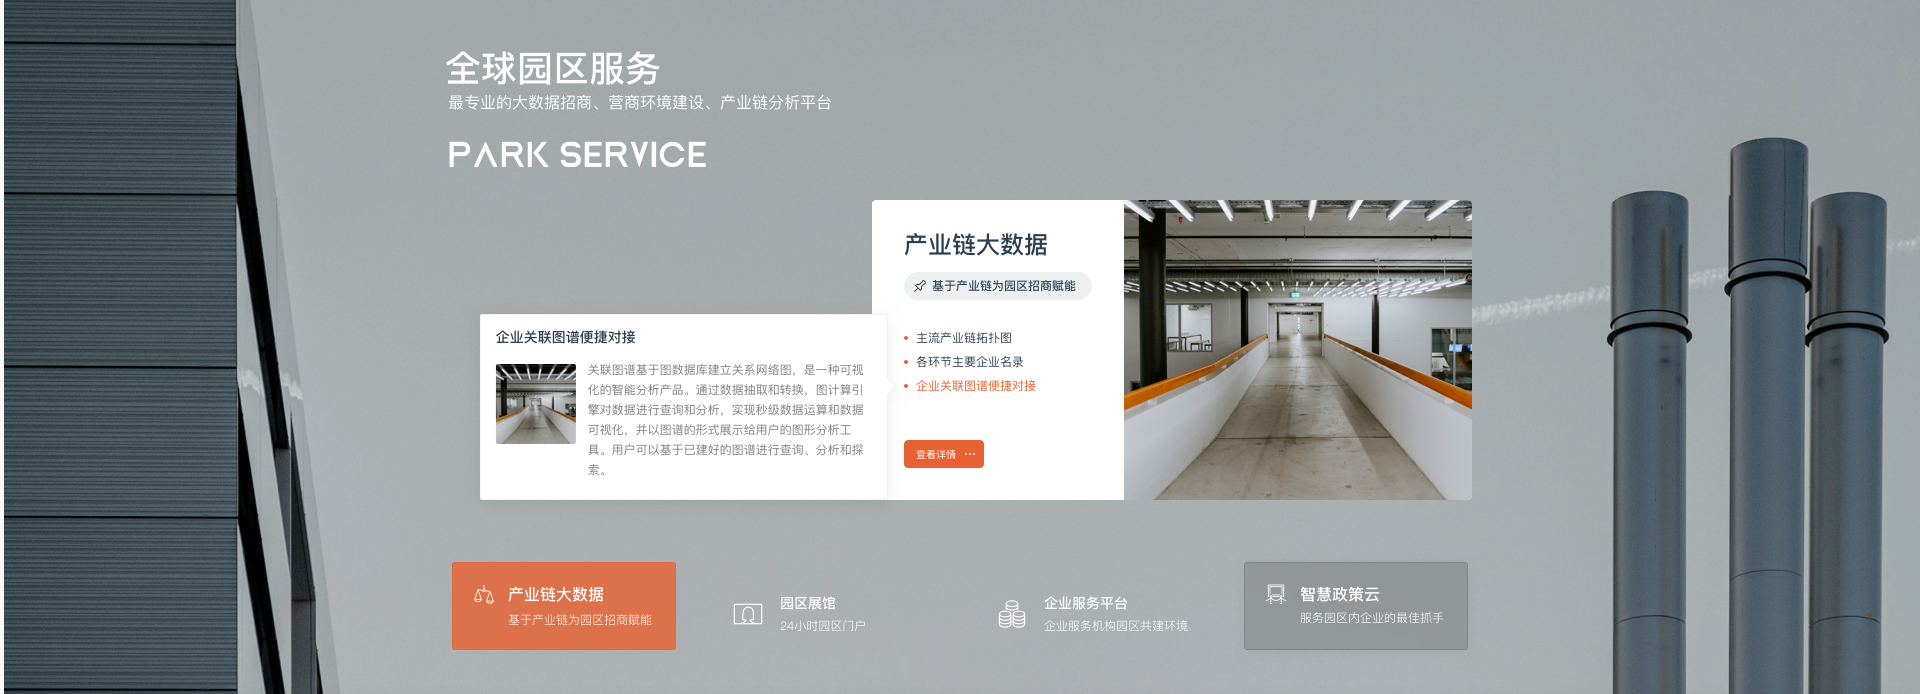 全球园区服务
最专业的大数据招商、营商环境建设、产业链分析平台
PARK SERVICE
产业链大数据
基于产业链为园区招商赋能
主流产业链拓扑图
各环节主要企业名录
企业关联图谱便捷对接
查看详情 ···
企业关联图谱便捷对接
关联图谱基于图数据库建立关系网络图，是一种可视
化的智能分析产品。通过数据抽取和转换，图计算引
擎对数据进行查询和分析，实现秒级数据运算和数据
可视化，并以图谱的形式展示给用户的图形分析工
具。用户可以基于已建好的图谱进行查询、分析和探
索。
产业链大数据
基于产业链为园区招商赋能
园区展馆
24小时园区门户
企业服务平台
企业服务机构园区共建环境
智慧政策云
服务园区内企业的最佳抓手